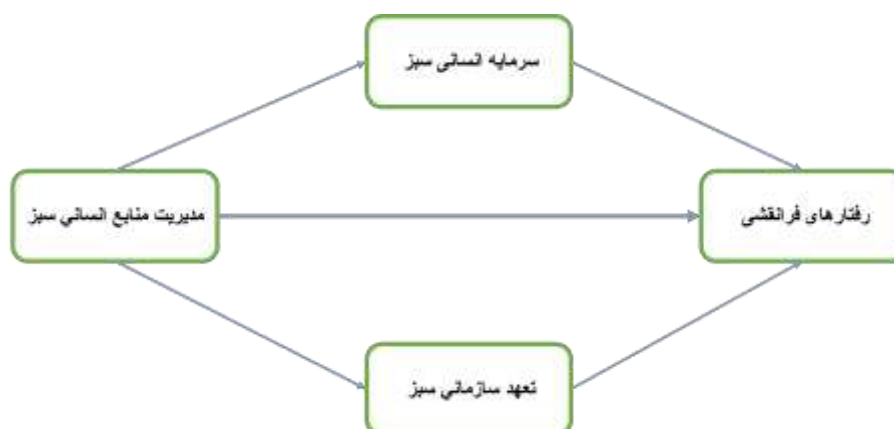 سرمایه انسانی سبز
مدیریت منابع انسانی سبز
رفتارهای فرانقشی
تعهد سازمانی سبز